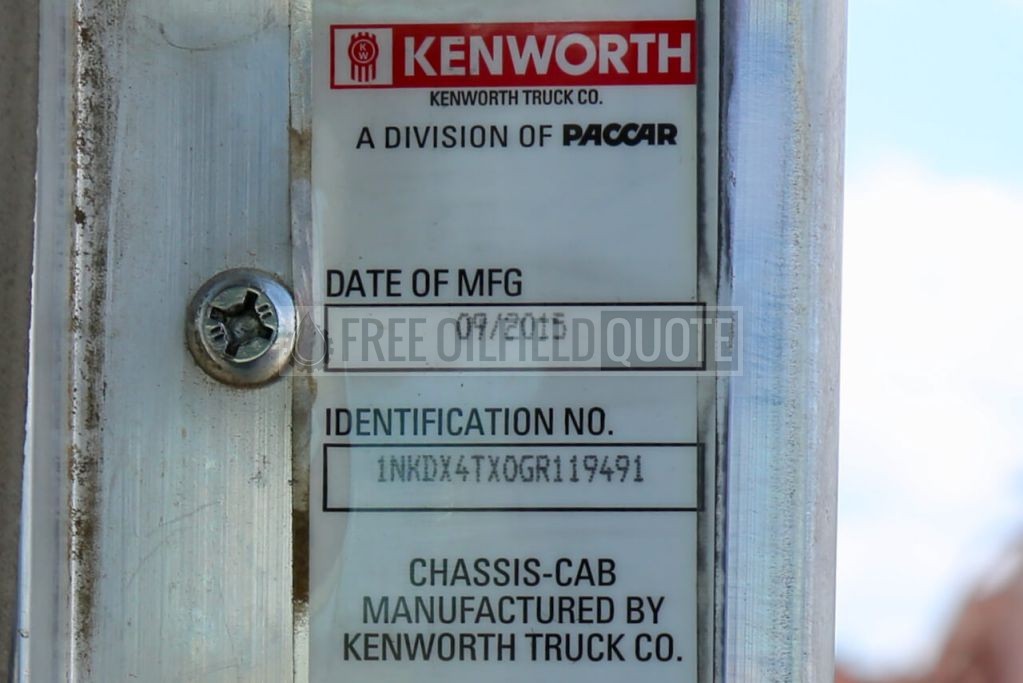 KW
KENWORTH
KENWORTH TRUCK CO.
A DIVISION OF PACCAR
DATE OF MFG
09/2015
FREE OILFIELD QUOTE
IDENTIFICATION NO.
1NKDX4TX0GR119491
CHASSIS-CAB
MANUFACTURED BY
KENWORTH TRUCK CO.